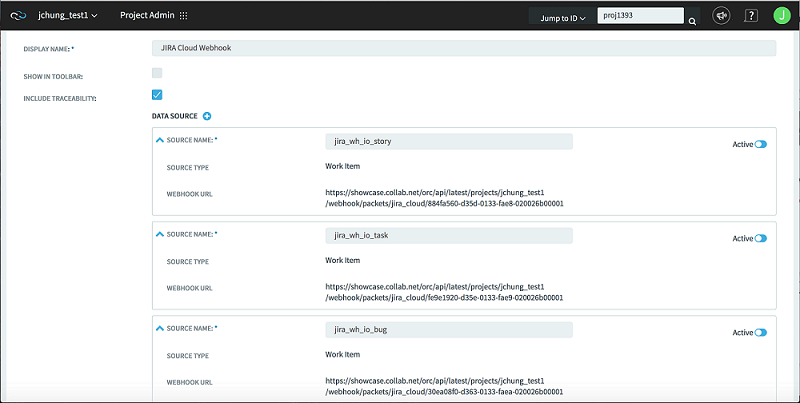 jchung_test1 Project Admin Jump to ID proj1393 ? J
DISPLAY NAME: * JIRA Cloud Webhook
SHOW IN TOOLBAR:
INCLUDE TRACEABILITY:
DATA SOURCE
SOURCE NAME: * jira_wh_io_story Active
SOURCE TYPE Work Item
WEBHOOK URL https://showcase.collab.net/orc/api/latest/projects/jchung_test1
/webhook/packets/jira_cloud/884fa560-d35d-0133-fae8-020026b00001
SOURCE NAME: * jira_wh_io_task Active
SOURCE TYPE Work Item
WEBHOOK URL https://showcase.collab.net/orc/api/latest/projects/jchung_test1
/webhook/packets/jira_cloud/fe9e1920-d35e-0133-fae9-020026b00001
SOURCE NAME: * jira_wh_io_bug Active
SOURCE TYPE Work Item
WEBHOOK URL https://showcase.collab.net/orc/api/latest/projects/jchung_test1
/webhook/packets/jira_cloud/30ea08f0-d363-0133-faea-020026b00001